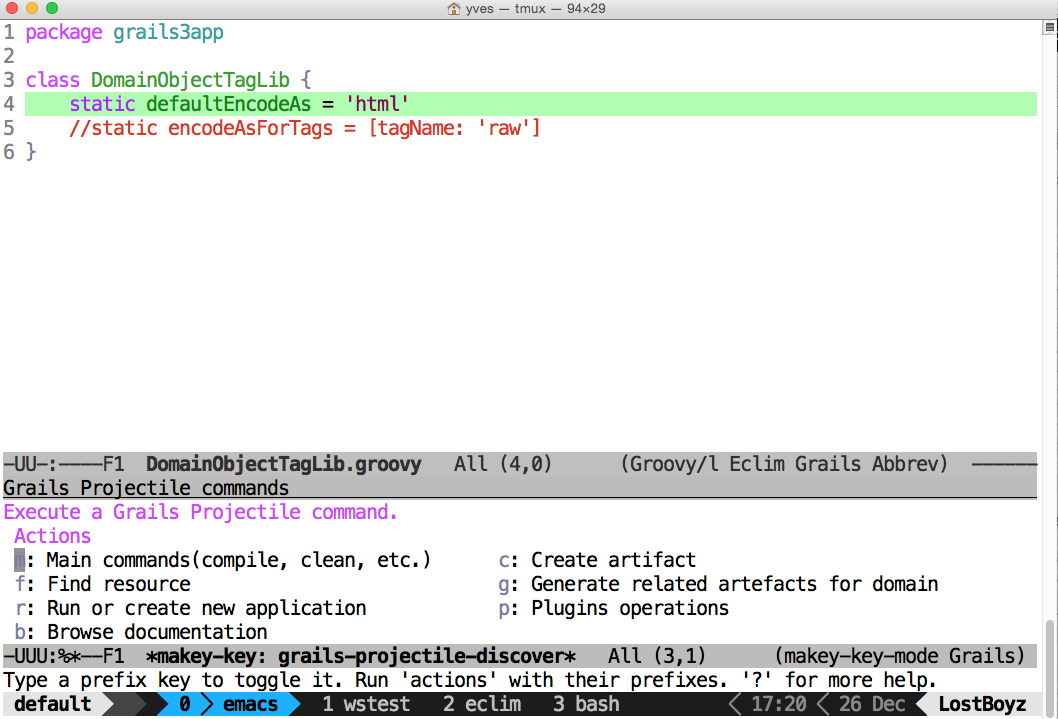 yves — tmux — 94×29
1 package grails3app
2
3 class DomainObjectTagLib {
4     static defaultEncodeAs = 'html'
5     //static encodeAsForTags = [tagName: 'raw']
6 }
-UU-:----F1  DomainObjectTagLib.groovy   All (4,0)      (Groovy/l Eclim Grails Abbrev)  ------
Grails Projectile commands
Execute a Grails Projectile command.
Actions
m: Main commands(compile, clean, etc.)      c: Create artifact
f: Find resource                            g: Generate related artefacts for domain
r: Run or create new application            p: Plugins operations
b: Browse documentation
-UUU:%*--F1  *makey-key: grails-projectile-discover*   All (3,1)      (makey-key-mode Grails)
Type a prefix key to toggle it. Run 'actions' with their prefixes. '?' for more help.
default   0  emacs   1 wstest   2 eclim   3 bash   17:20   26 Dec   LostBoyz